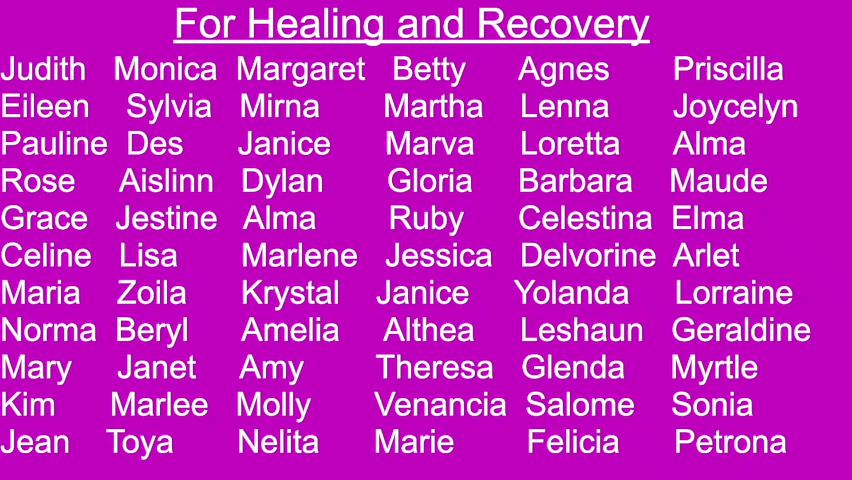 For Healing and Recovery
Judith Monica Margaret Betty Agnes Priscilla
Eileen Sylvia Mirna Martha Lenna Joycelyn
Pauline Des Janice Marva Loretta Alma
Rose Aislinn Dylan Gloria Barbara Maude
Grace Jestine Alma Ruby Celestina Elma
Celine Lisa Marlene Jessica Delvorine Arlet
Maria Zoila Krystal Janice Yolanda Lorraine
Norma Beryl Amelia Althea Leshaun Geraldine
Mary Janet Amy Theresa Glenda Myrtle
Kim Marlee Molly Venancia Salome Sonia
Jean Toya Nelita Marie Felicia Petrona